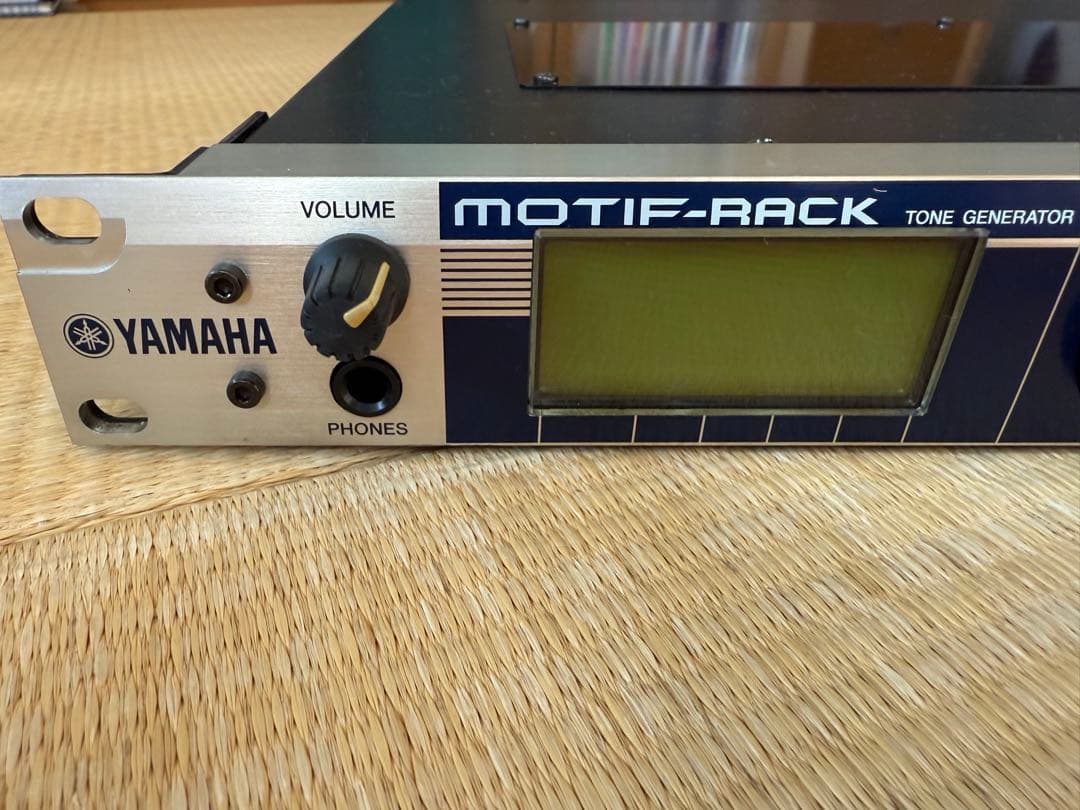 VOLUME
MOTIF-RACK
TONE GENERATOR
YAMAHA
PHONES